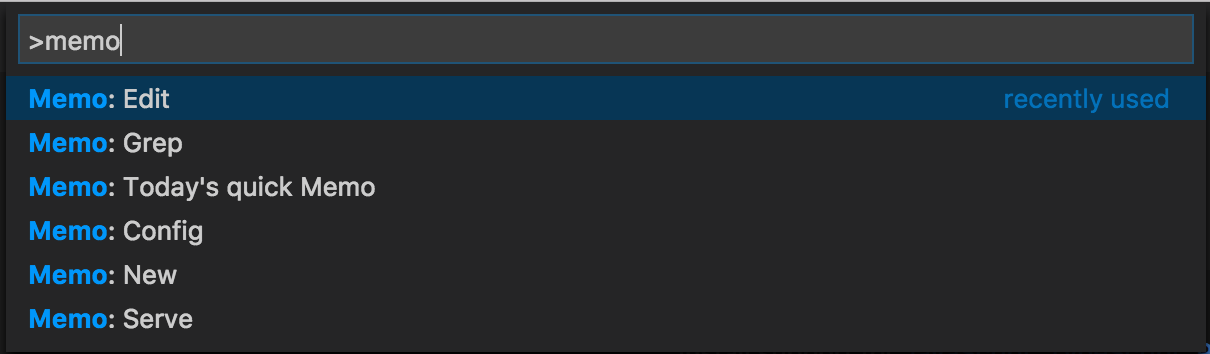 >memo
Memo: Edit recently used
Memo: Grep
Memo: Today's quick Memo
Memo: Config
Memo: New
Memo: Serve